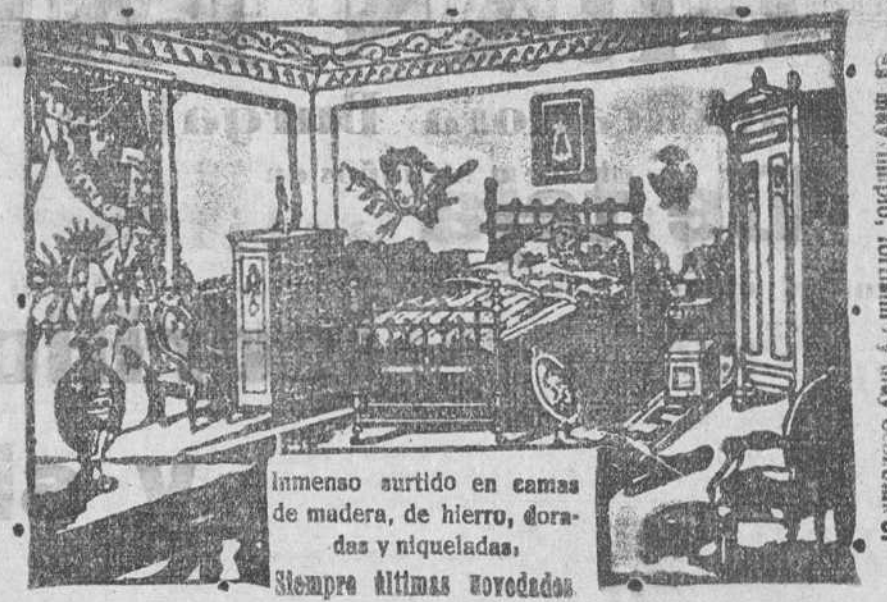 Inmenso surtido en camas
de madera, de hierro, dora-
das y niqueladas,
Siempre últimas novedades